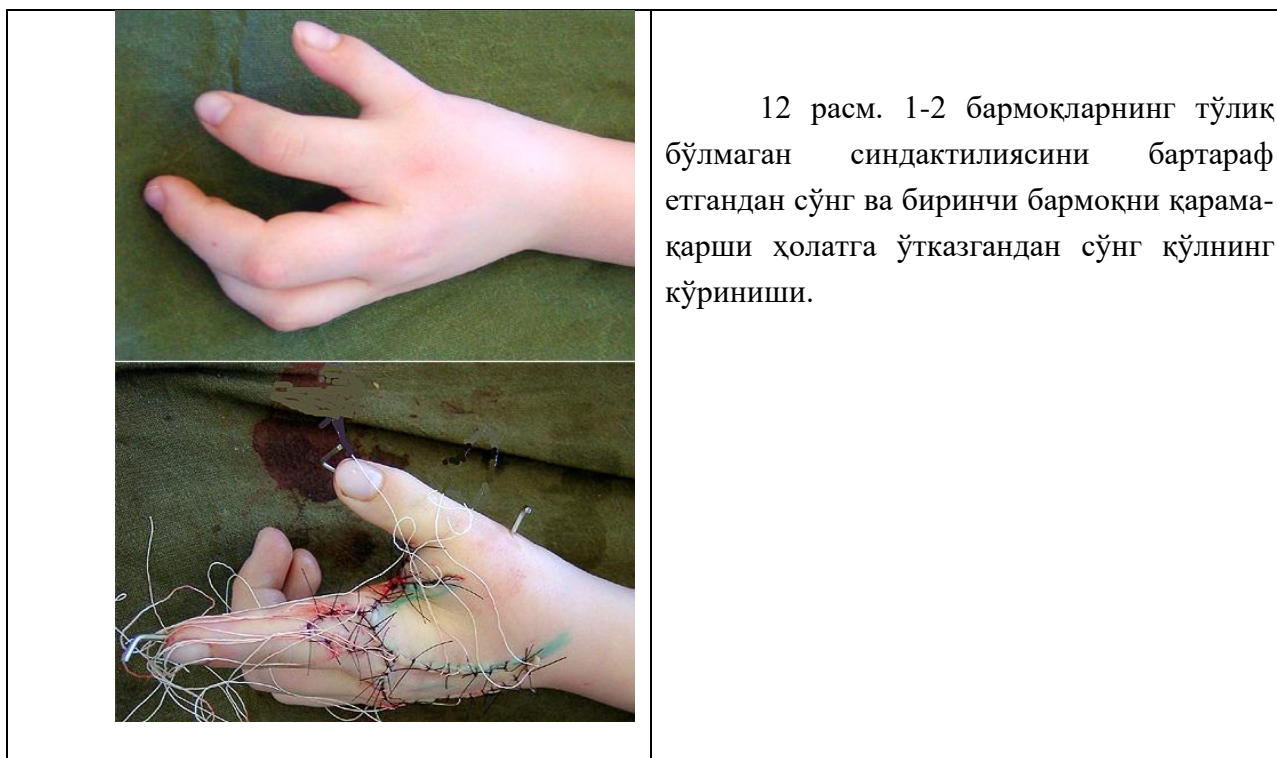 12 расм. 1-2 бармоқларнинг тўлиқ
бўлмаган синдактилиясини бартараф
етгандан сўнг ва биринчи бармоқни қарама-
қарши ҳолатга ўтказгандан сўнг қўлнинг
кўриниши.